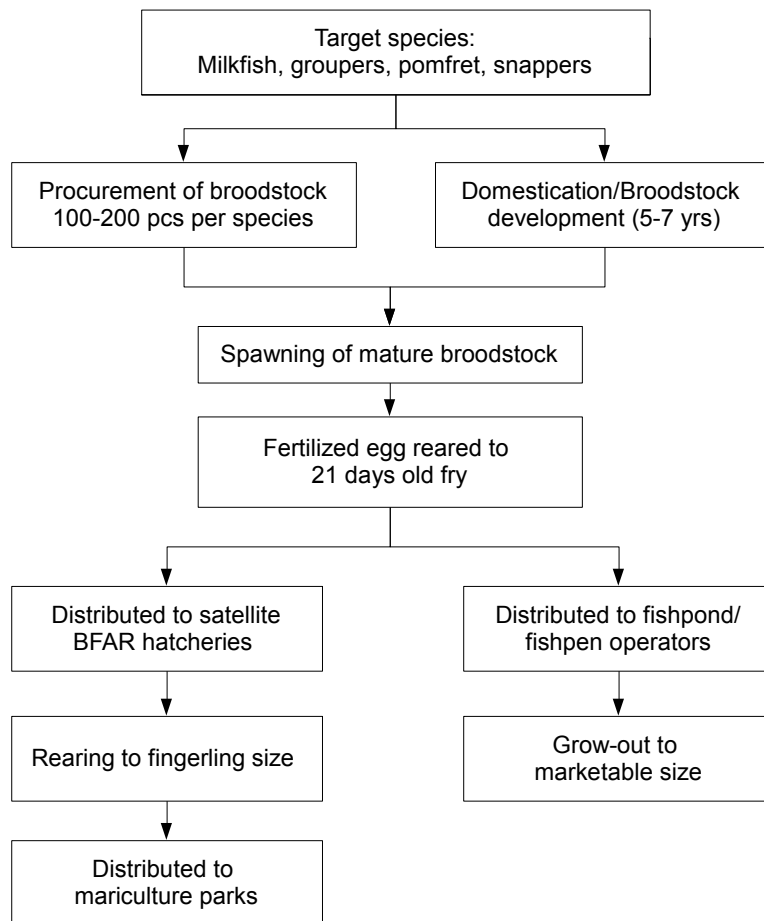 Target species:
Milkfish, groupers, pomfret, snappers
Procurement of broodstock
100-200 pcs per species
Domestication/Broodstock
development (5-7 yrs)
Spawning of mature broodstock
Fertilized egg reared to
21 days old fry
Distributed to satellite
BFAR hatcheries
Distributed to fishpond/
fishpen operators
Rearing to fingerling size
Grow-out to
marketable size
Distributed to
mariculture parks